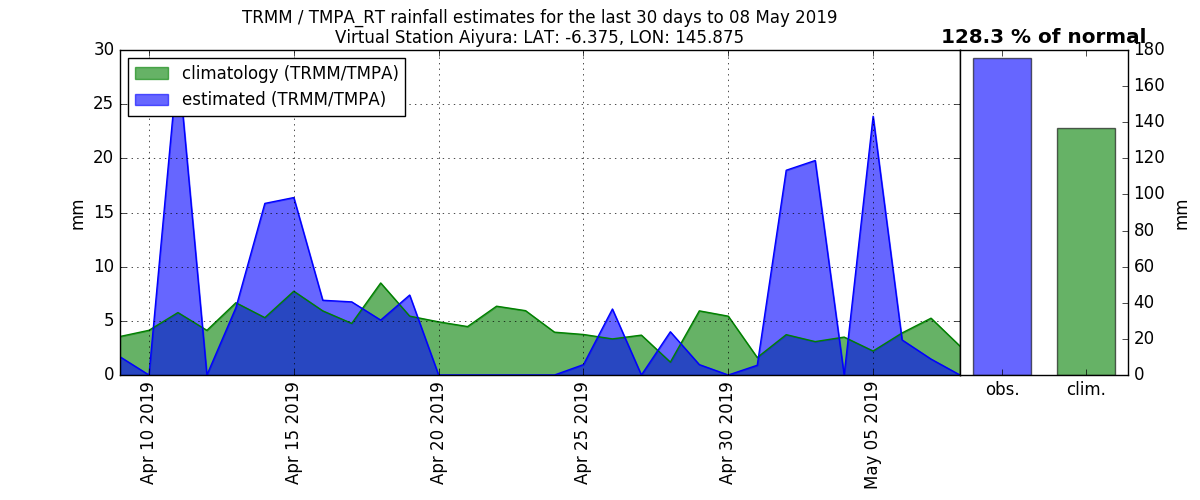 TRMM / TMPA_RT rainfall estimates for the last 30 days to 08 May 2019
Virtual Station Aiyura: LAT: -6.375, LON: 145.875
128.3 % of normal
climatology (TRMM/TMPA)
estimated (TRMM/TMPA)
mm
30
25
20
15
10
5
0
Apr 10 2019
Apr 15 2019
Apr 20 2019
Apr 25 2019
Apr 30 2019
May 05 2019
obs.
clim.
180
160
140
120
100
80
60
40
20
0
mm